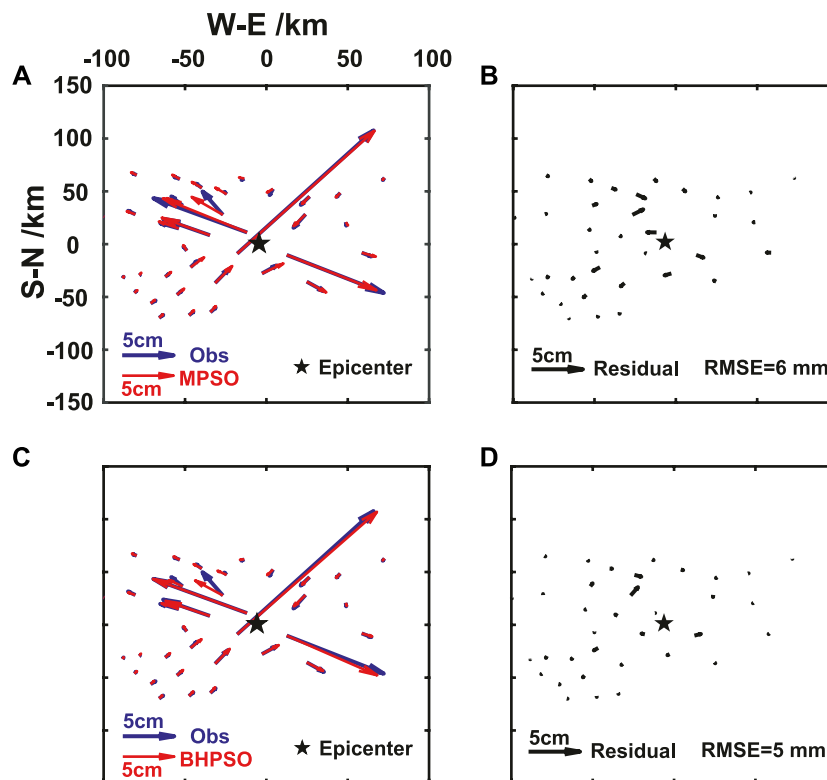 W-E /km
-100 -50 0 50 100
A
B
150
100
50
0
-50
-100
-150
S-N /km
5cm
Obs
MPSO
5cm
Epicenter
5cm
Residual RMSE=6 mm
C
D
5cm
Obs
BHPSO
5cm
Epicenter
5cm
Residual RMSE=5 mm